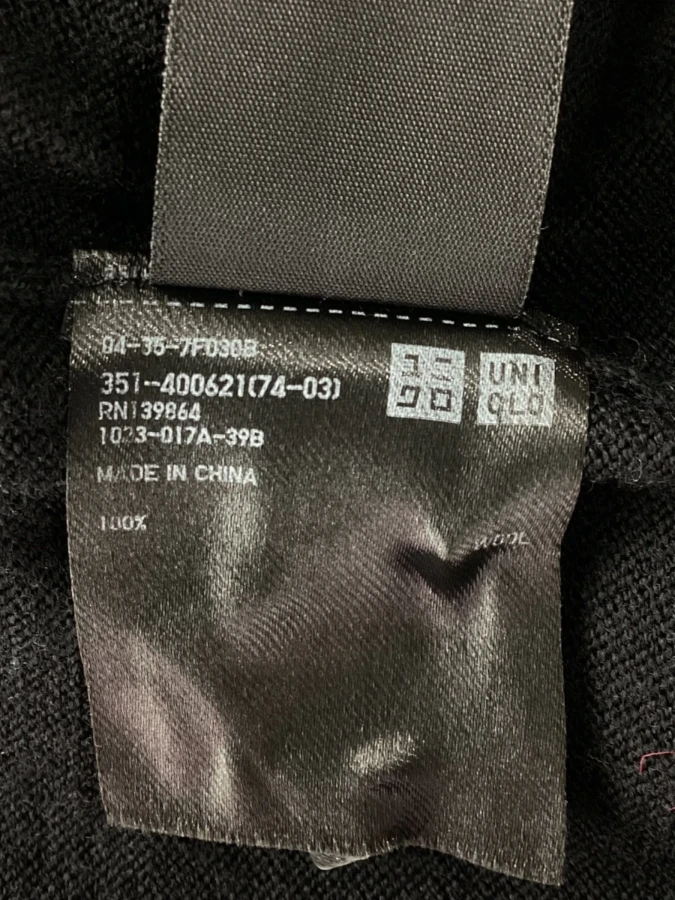 04-35-7F030B
351-400621(74-03)
RN139864
1023-017A-39B
MADE IN CHINA
100% WOOL
ユニ
クロ
UNI
QLO